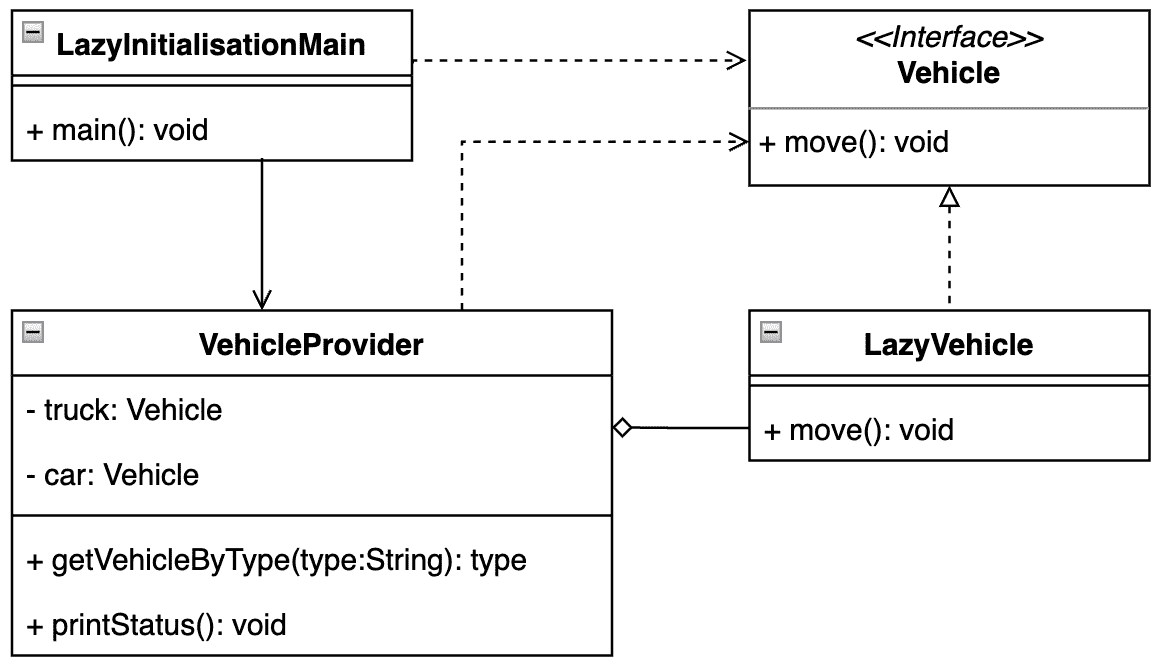 LazyInitialisationMain
+ main(): void
<<Interface>>
Vehicle
+ move(): void
VehicleProvider
- truck: Vehicle
- car: Vehicle
+ getVehicleByType(type:String): type
+ printStatus(): void
LazyVehicle
+ move(): void